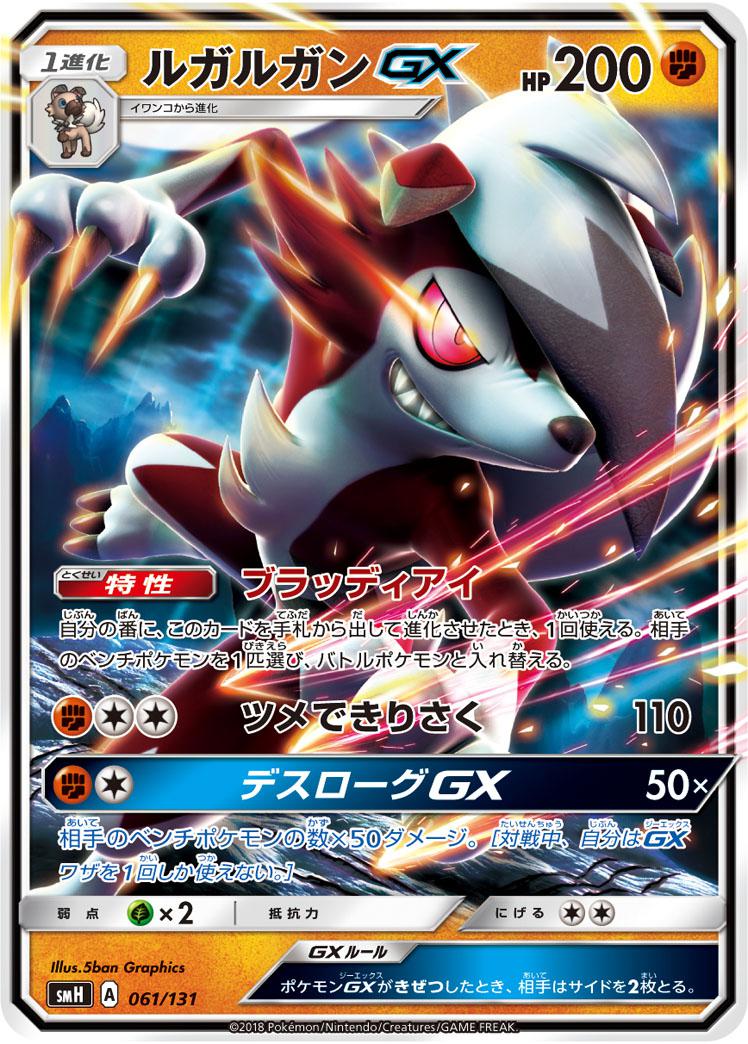 1進化
ルガルガンGX
HP200
イワンコから進化
とくせい
特性 ブラッディアイ
自分の番に、このカードを手札から出して進化させたとき、1回使える。相手
のベンチポケモンを1匹選び、バトルポケモンと入れ替える。
ツメできりさく 110
デスローグGX 50×
相手のベンチポケモンの数×50ダメージ。[対戦中、自分はGX
ワザを1回しか使えない。]
弱点 ×2 抵抗力 にげる
Illus.5ban Graphics
GXルール
ポケモンGXがきぜつしたとき、相手はサイドを2枚とる。
SMH A 061/131
©2018 Pokémon/Nintendo/Creatures/GAME FREAK.